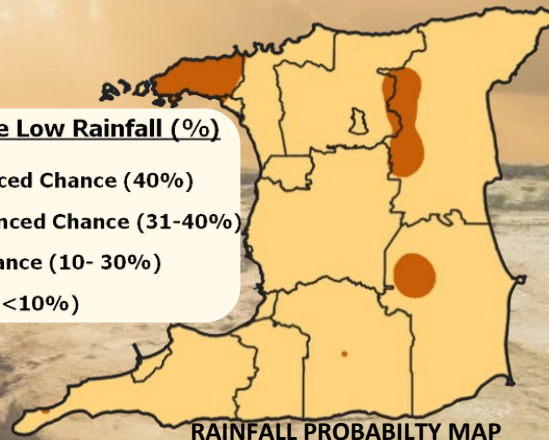 e Low Rainfall (%)
ced Chance (40%)
nced Chance (31-40%)
ance (10- 30%)
<10%)
RAINFALL PROBABILTY MAP